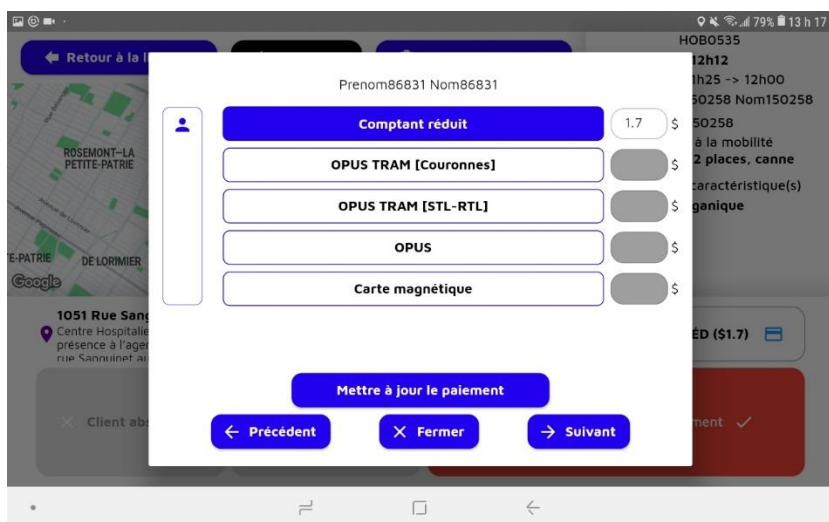 79% 13 h 17
Retour à la l
HOB0535
12h12
1h25 -> 12h00
50258 Nom150258
50258
à la mobilité
2 places, canne
caractéristique(s)
ganique
Prenom86831 Nom86831
Comptant réduit 1.7 $
OPUS TRAM [Couronnes] $
OPUS TRAM [STL-RTL] $
OPUS $
Carte magnétique $
ROSEMONT–LA
PETITE-PATRIE
E-PATRIE
DE LORIMIER
Google
1051 Rue Sang
Centre Hospitalie
présence à l'agen
rue Sanguinet au
ÉD ($1.7)
Mettre à jour le paiement
Client abs
ment
Précédent
Fermer
Suivant